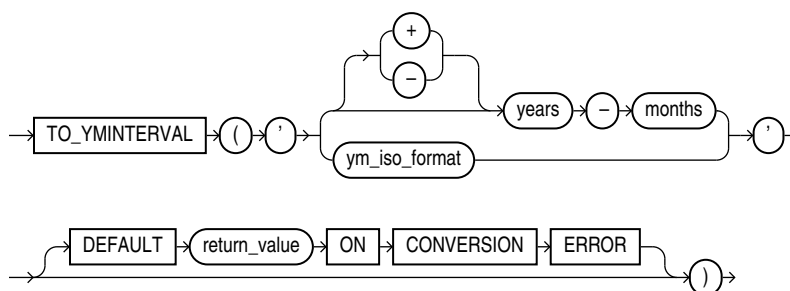 +
–
years – months
TO_YMINTERVAL ( '
ym_iso_format
'
DEFAULT return_value ON CONVERSION ERROR
)